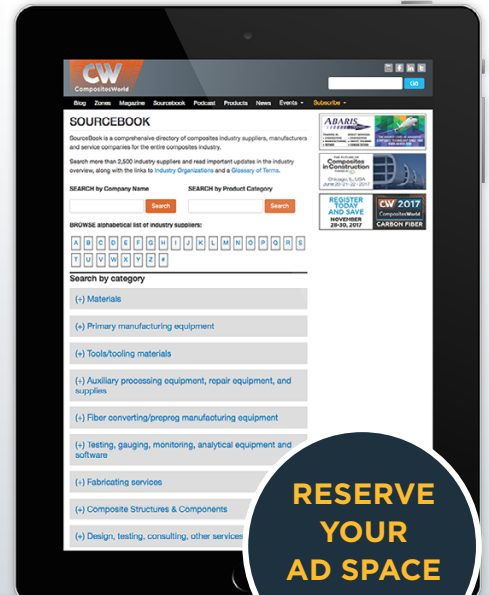 CW
CompositesWorld
Go
Blog Zones Magazine Sourcebook Podcast Products News Events Subscribe
SOURCEBOOK
SourceBook is a comprehensive directory of composites industry suppliers, manufacturers
and service companies for the entire composites industry.
Search more than 2,500 industry suppliers and read important updates in the industry
overview, along with the links to Industry Organizations and a Glossary of Terms.
SEARCH by Company Name SEARCH by Product Category
Search Search
BROWSE alphabetical list of industry suppliers:
A B C D E F G H I J K L M N O P Q R S
T U V W X Y Z #
Search by category
(+) Materials
(+) Primary manufacturing equipment
(+) Tools/tooling materials
(+) Auxiliary processing equipment, repair equipment, and
supplies
(+) Fiber converting/prepreg manufacturing equipment
(+) Testing, gauging, monitoring, analytical equipment and
software
(+) Fabricating services
(+) Composite Structures & Components
(+) Design, testing, consulting, other services
ABARIS
THE FUTURE OF
Composites
in Construction
Chicago, IL, USA
June 20-21-22 - 2017
REGISTER
TODAY
AND SAVE
NOVEMBER
28-30, 2017
CW 2017
CompositesWorld
CARBON FIBER
RESERVE
YOUR
AD SPACE